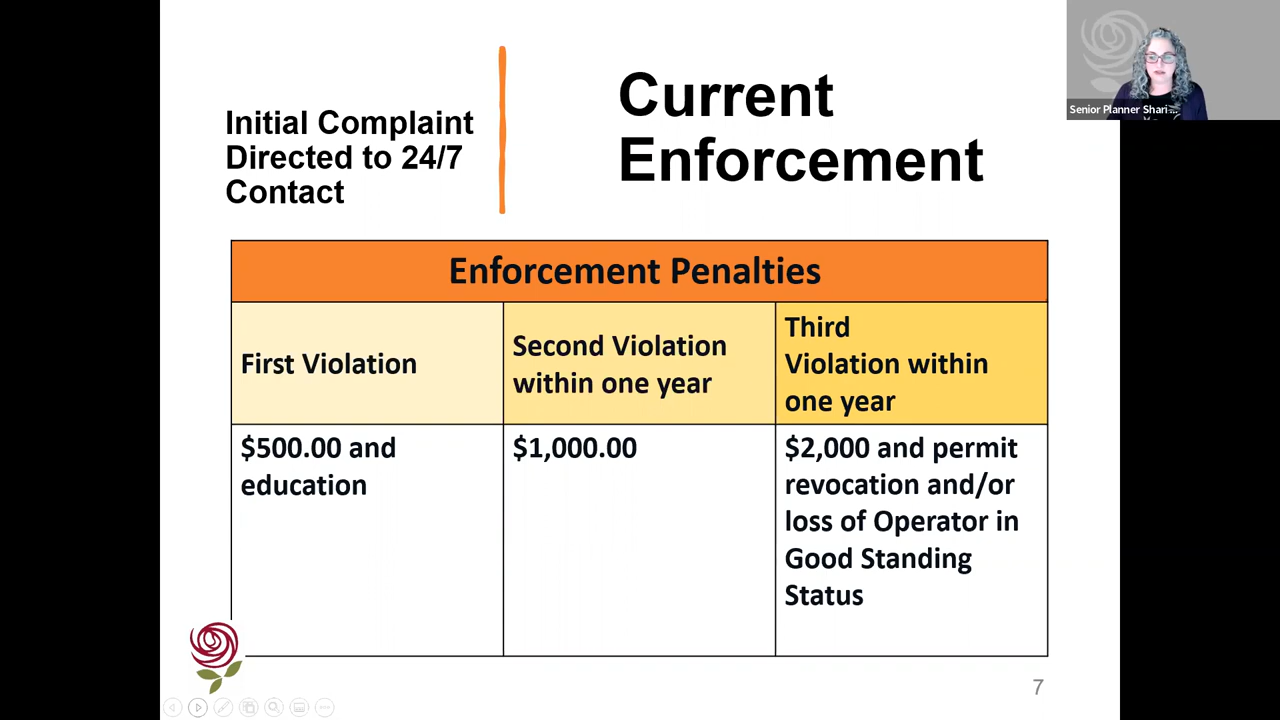 Initial Complaint
Directed to 24/7
Contact
Current
Enforcement
Senior Planner Shari ...
Enforcement Penalties
First Violation
Second Violation
within one year
Third
Violation within
one year
$500.00 and
education
$1,000.00
$2,000 and permit
revocation and/or
loss of Operator in
Good Standing
Status
7